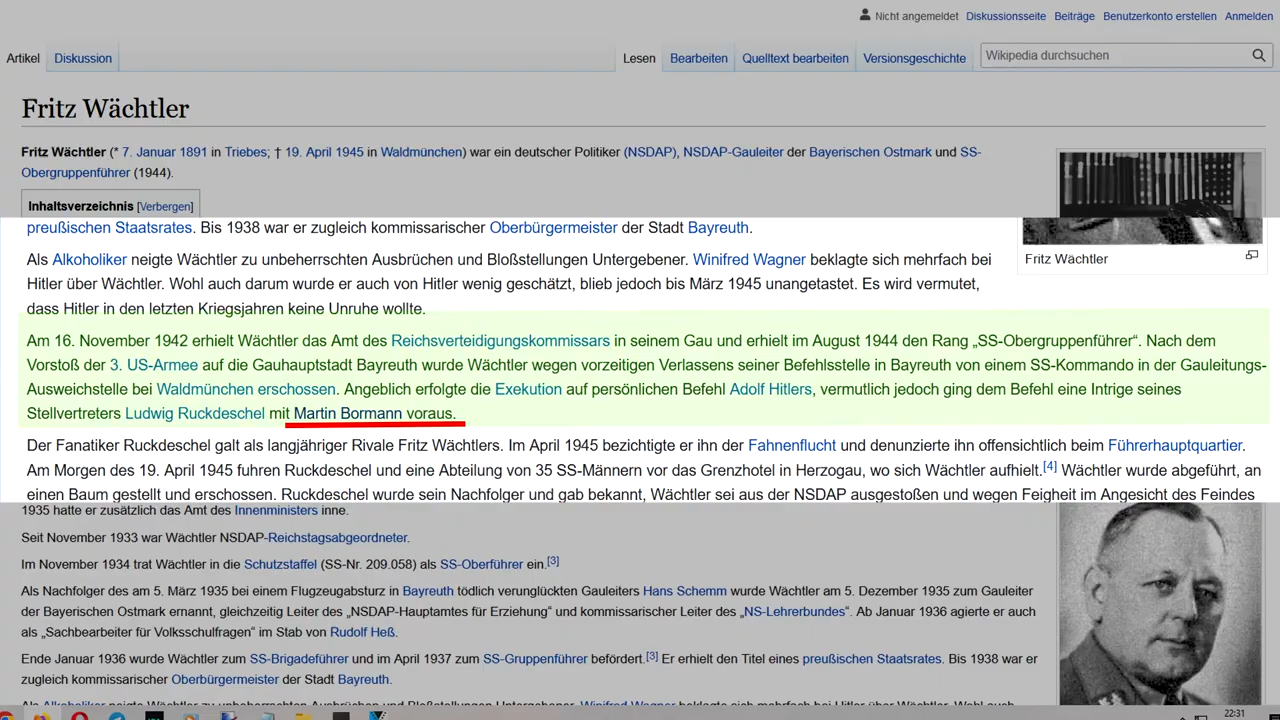 Nicht angemeldet Diskussionsseite Beiträge Benutzerkonto erstellen Anmelden
Artikel Diskussion Lesen Bearbeiten Quelltext bearbeiten Versionsgeschichte Wikipedia durchsuchen
Fritz Wächtler
Fritz Wächtler (* 7. Januar 1891 in Triebes; † 19. April 1945 in Waldmünchen) war ein deutscher Politiker (NSDAP), NSDAP-Gauleiter der Bayerischen Ostmark und SS-
Obergruppenführer (1944).
Inhaltsverzeichnis [Verbergen]
preußischen Staatsrates. Bis 1938 war er zugleich kommissarischer Oberbürgermeister der Stadt Bayreuth.
Als Alkoholiker neigte Wächtler zu unbeherrschten Ausbrüchen und Bloßstellungen Untergebener. Winifred Wagner beklagte sich mehrfach bei
Hitler über Wächtler. Wohl auch darum wurde er auch von Hitler wenig geschätzt, blieb jedoch bis März 1945 unangetastet. Es wird vermutet,
dass Hitler in den letzten Kriegsjahren keine Unruhe wollte.
Fritz Wächtler
Am 16. November 1942 erhielt Wächtler das Amt des Reichsverteidigungskommissars in seinem Gau und erhielt im August 1944 den Rang „SS-Obergruppenführer“. Nach dem
Vorstoß der 3. US-Armee auf die Gauhauptstadt Bayreuth wurde Wächtler wegen vorzeitigen Verlassens seiner Befehlsstelle in Bayreuth von einem SS-Kommando in der Gauleitungs-
Ausweichstelle bei Waldmünchen erschossen. Angeblich erfolgte die Exekution auf persönlichen Befehl Adolf Hitlers, vermutlich jedoch ging dem Befehl eine Intrige seines
Stellvertreters Ludwig Ruckdeschel mit Martin Bormann voraus.
Der Fanatiker Ruckdeschel galt als langjähriger Rivale Fritz Wächtlers. Im April 1945 bezichtigte er ihn der Fahnenflucht und denunzierte ihn offensichtlich beim Führerhauptquartier.
Am Morgen des 19. April 1945 fuhren Ruckdeschel und eine Abteilung von 35 SS-Männern vor das Grenzhotel in Herzogau, wo sich Wächtler aufhielt.[4] Wächtler wurde abgeführt, an
einen Baum gestellt und erschossen. Ruckdeschel wurde sein Nachfolger und gab bekannt, Wächtler sei aus der NSDAP ausgestoßen und wegen Feigheit im Angesicht des Feindes
1935 hatte er zusätzlich das Amt des Innenministers inne.
Seit November 1933 war Wächtler NSDAP-Reichstagsabgeordneter.
Im November 1934 trat Wächtler in die Schutzstaffel (SS-Nr. 209.058) als SS-Oberführer ein.[3]
Als Nachfolger des am 5. März 1935 bei einem Flugzeugabsturz in Bayreuth tödlich verunglückten Gauleiters Hans Schemm wurde Wächtler am 5. Dezember 1935 zum Gauleiter
der Bayerischen Ostmark ernannt, gleichzeitig Leiter des „NSDAP-Hauptamtes für Erziehung“ und kommissarischer Leiter des „NS-Lehrerbundes“. Ab Januar 1936 agierte er auch
als „Sachbearbeiter für Volksschulfragen“ im Stab von Rudolf Heß.
Ende Januar 1936 wurde Wächtler zum SS-Brigadeführer und im April 1937 zum SS-Gruppenführer befördert.[3] Er erhielt den Titel eines preußischen Staatsrates. Bis 1938 war er
zugleich kommissarischer Oberbürgermeister der Stadt Bayreuth.
Als Alkoholiker neigte Wächtler zu unbeherrschten Ausbrüchen und Bloßstellungen Untergebener. Winifred Wagner beklagte sich mehrfach bei Hitler über Wächtler. Wohl auch
22:31